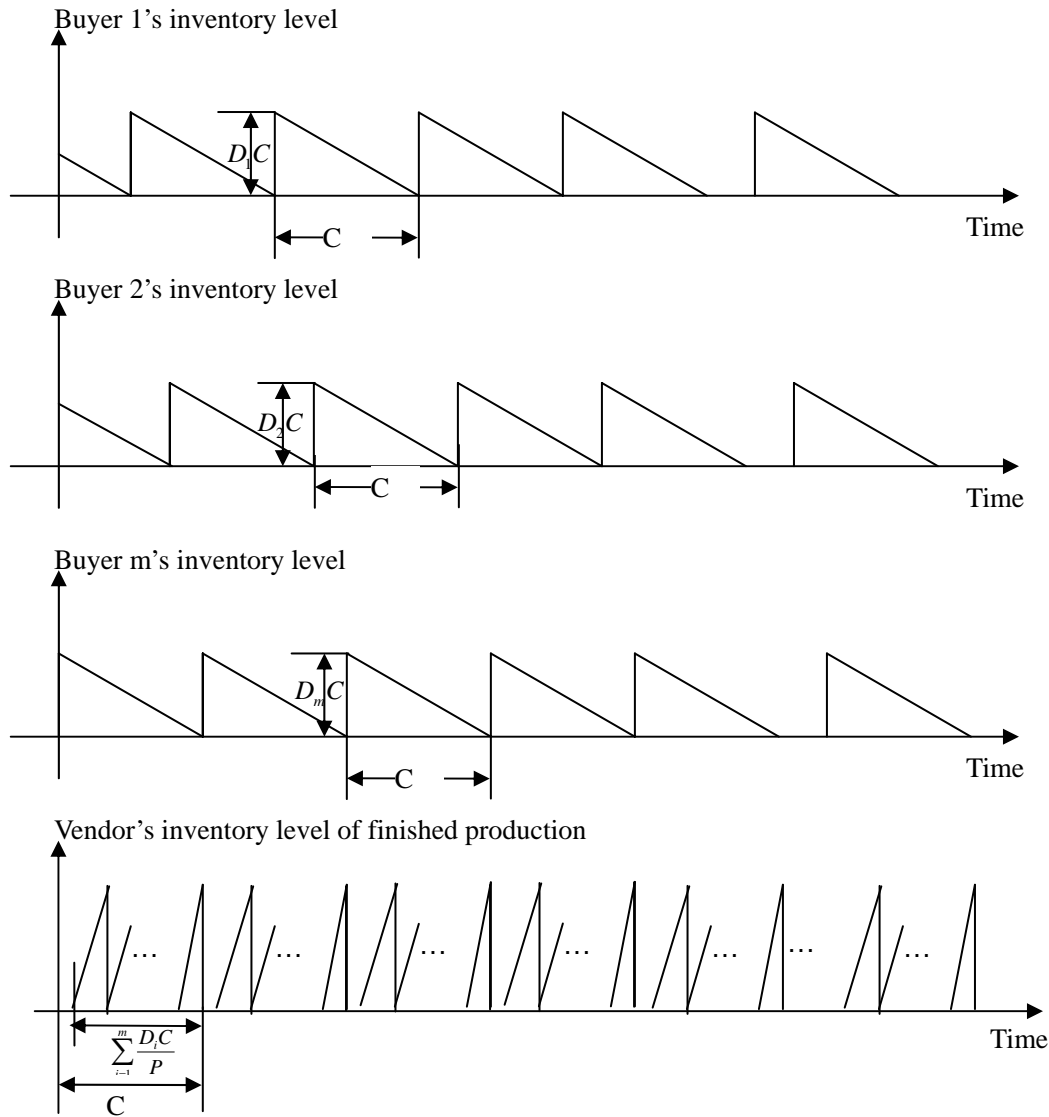 Buyer 1’s inventory level
D₁C
C
Time
Buyer 2’s inventory level
D₂C
C
Time
Buyer m’s inventory level
DₘC
C
Time
Vendor’s inventory level of finished production
... ... ... ... ... ... ...
Time
∑ᵢ₌₁ᵐ DᵢC/P
C